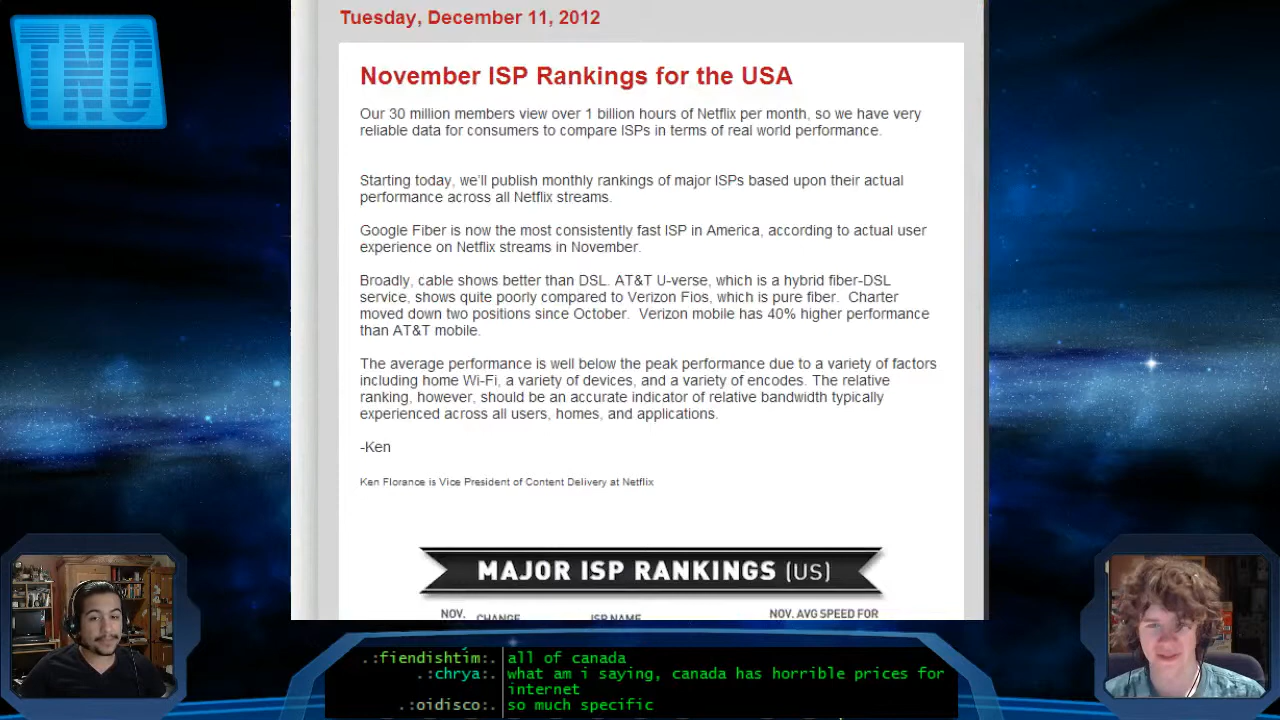 TNC
Tuesday, December 11, 2012
November ISP Rankings for the USA
Our 30 million members view over 1 billion hours of Netflix per month, so we have very
reliable data for consumers to compare ISPs in terms of real world performance.
Starting today, we'll publish monthly rankings of major ISPs based upon their actual
performance across all Netflix streams.
Google Fiber is now the most consistently fast ISP in America, according to actual user
experience on Netflix streams in November.
Broadly, cable shows better than DSL. AT&T U-verse, which is a hybrid fiber-DSL
service, shows quite poorly compared to Verizon Fios, which is pure fiber. Charter
moved down two positions since October. Verizon mobile has 40% higher performance
than AT&T mobile.
The average performance is well below the peak performance due to a variety of factors
including home Wi-Fi, a variety of devices, and a variety of encodes. The relative
ranking, however, should be an accurate indicator of relative bandwidth typically
experienced across all users, homes, and applications.
-Ken
Ken Florance is Vice President of Content Delivery at Netflix
MAJOR ISP RANKINGS (US)
NOV. CHANGE ISP NAME NOV. AVG SPEED FOR
.:fiendishtim:. all of canada
.:chrya:. what am i saying, canada has horrible prices for
internet
.:oidisco:. so much specific